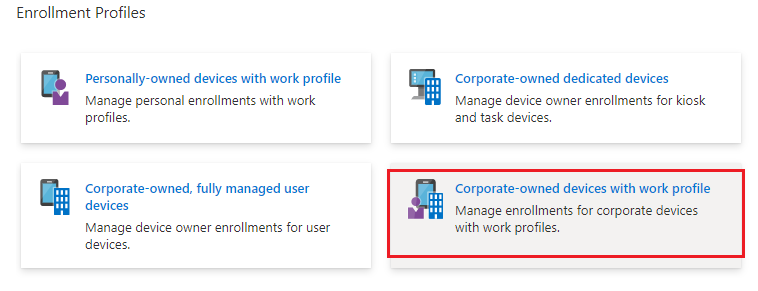 Enrollment Profiles
Personally-owned devices with work profile
Manage personal enrollments with work
profiles.
Corporate-owned dedicated devices
Manage device owner enrollments for kiosk
and task devices.
Corporate-owned, fully managed user
devices
Manage device owner enrollments for user
devices.
Corporate-owned devices with work profile
Manage enrollments for corporate devices
with work profiles.